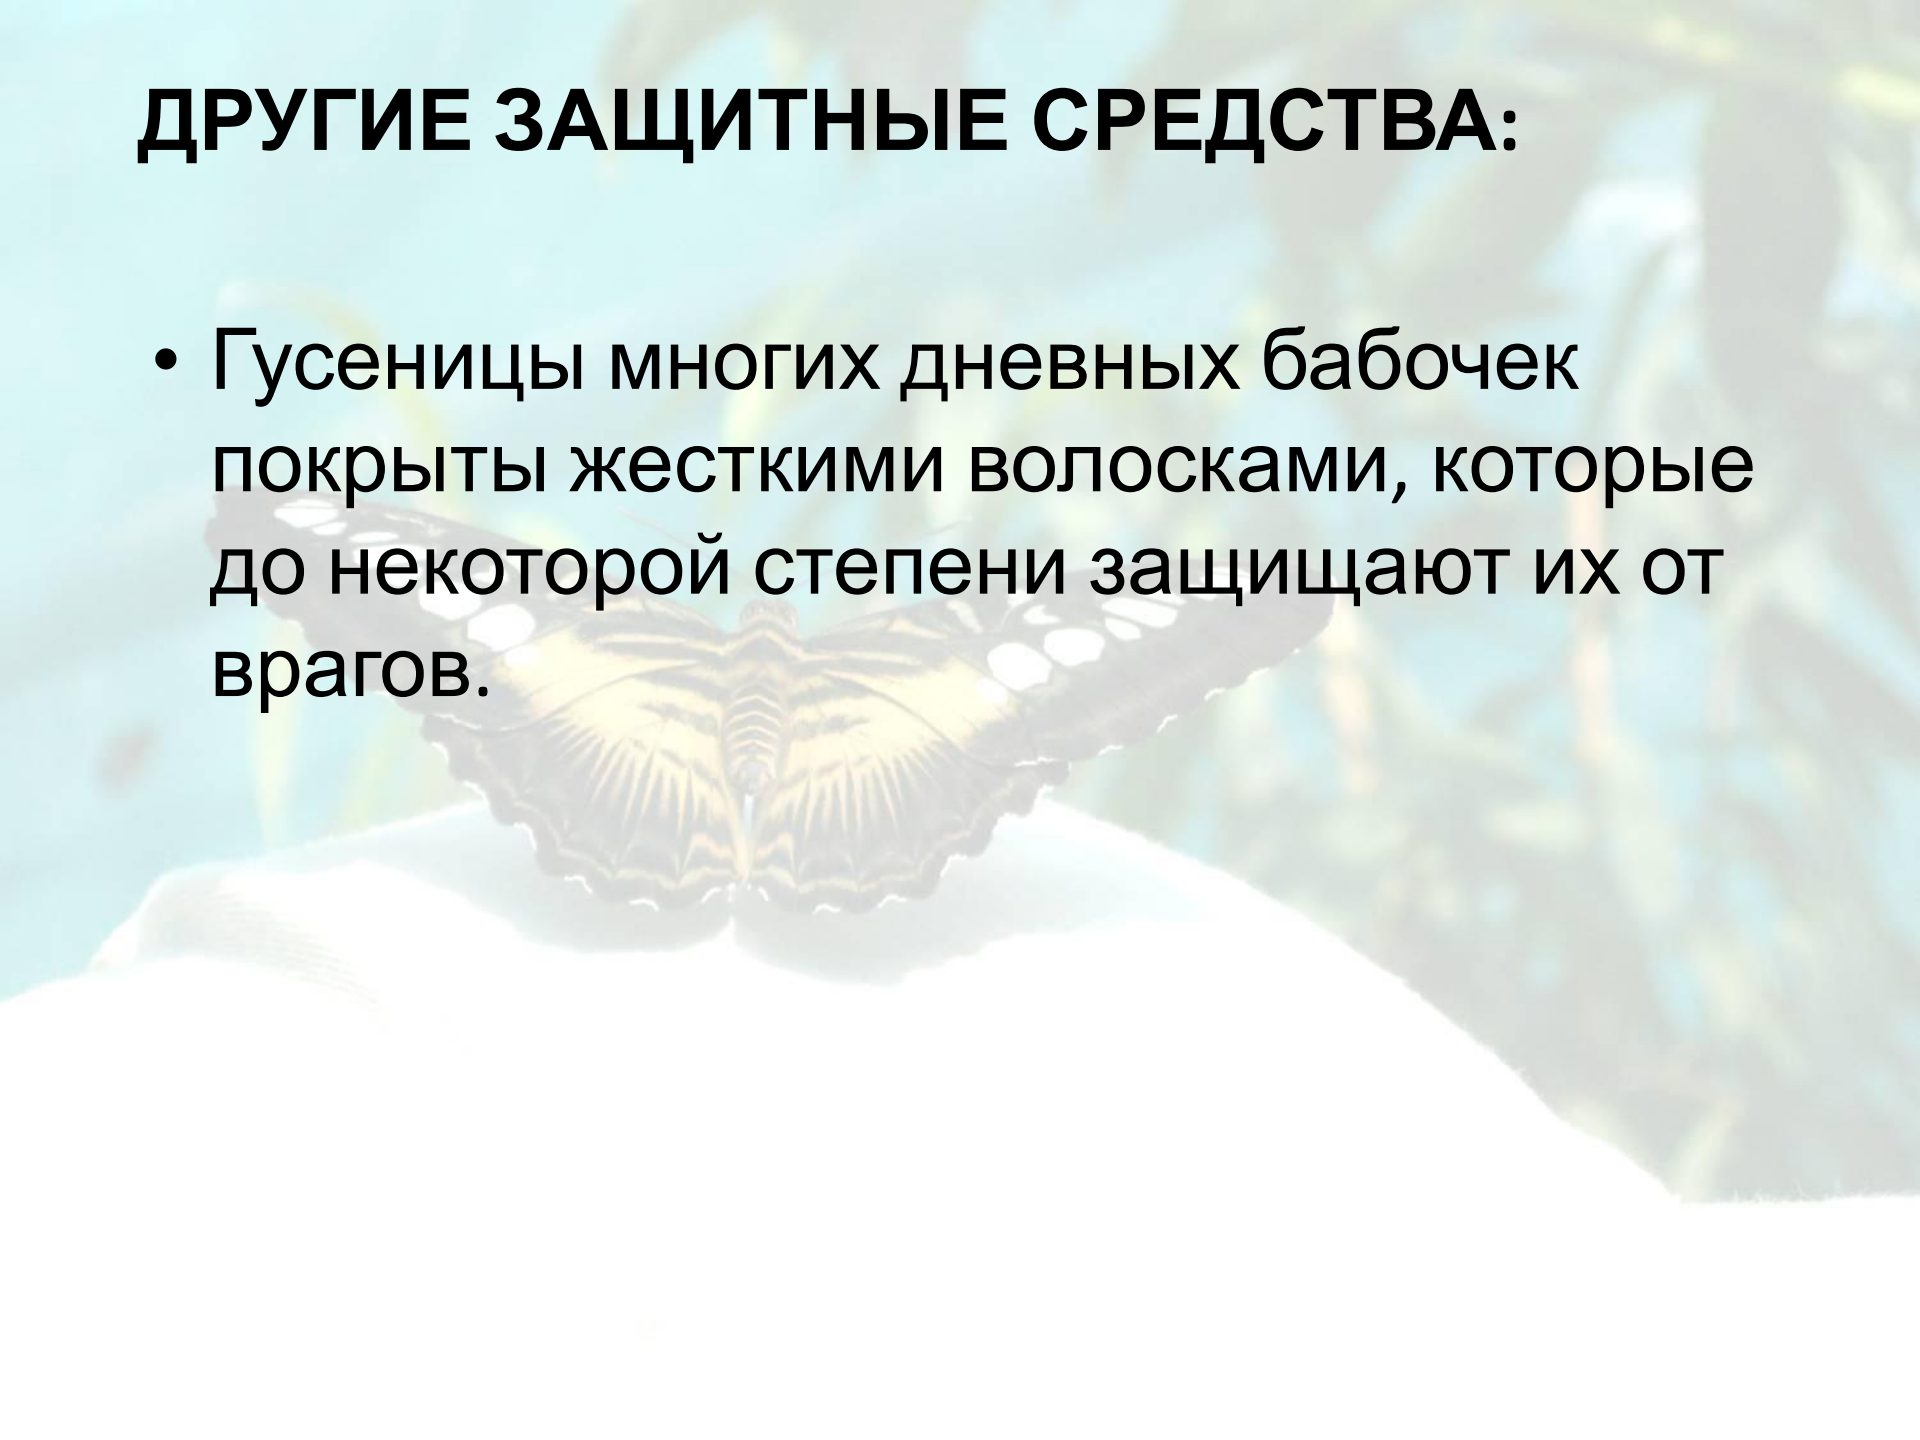 ДРУГИЕ ЗАЩИТНЫЕ СРЕДСТВА:
• Гусеницы многих дневных бабочек
покрыты жесткими волосками, которые
до некоторой степени защищают их от
врагов.